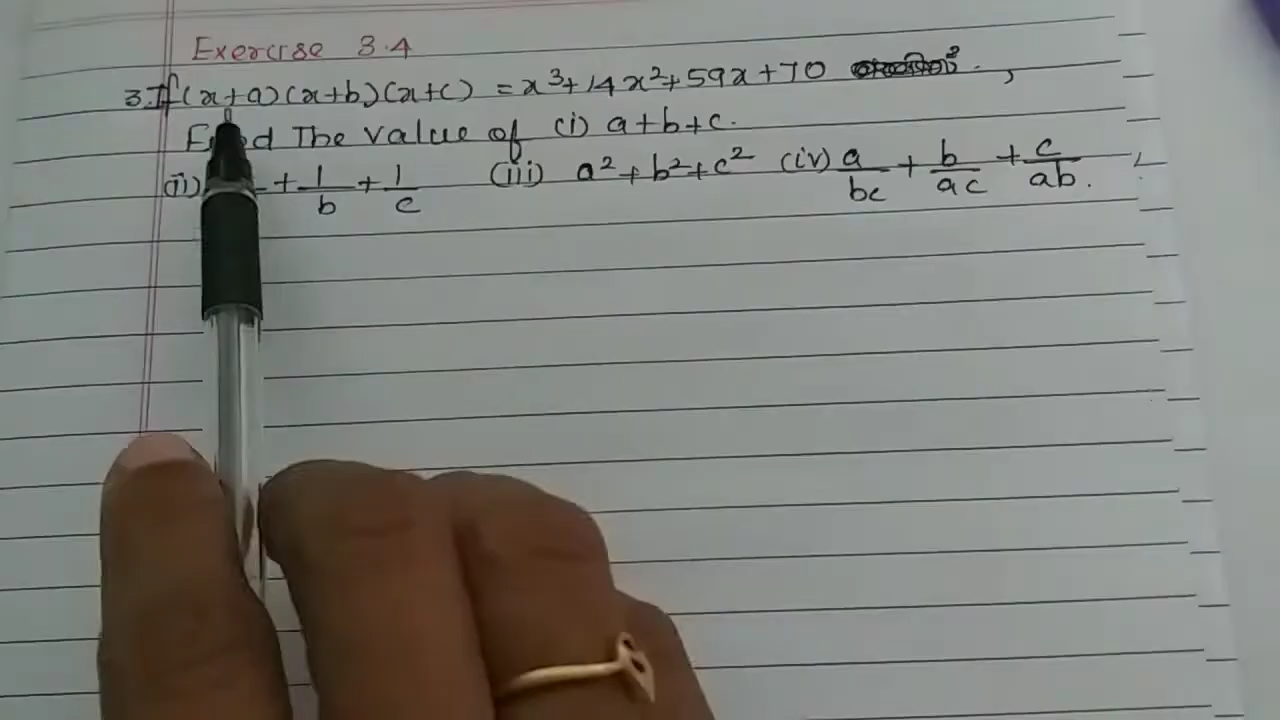 Exercise 3.4
3. If (x+a)(x+b)(x+c) = x³+14x²+59x+70 ² ,
The value of (i) a+b+c.
(ii) + 1/b + 1/c (iii) a²+b²+c² (iv) a/bc + b/ac + c/ab.